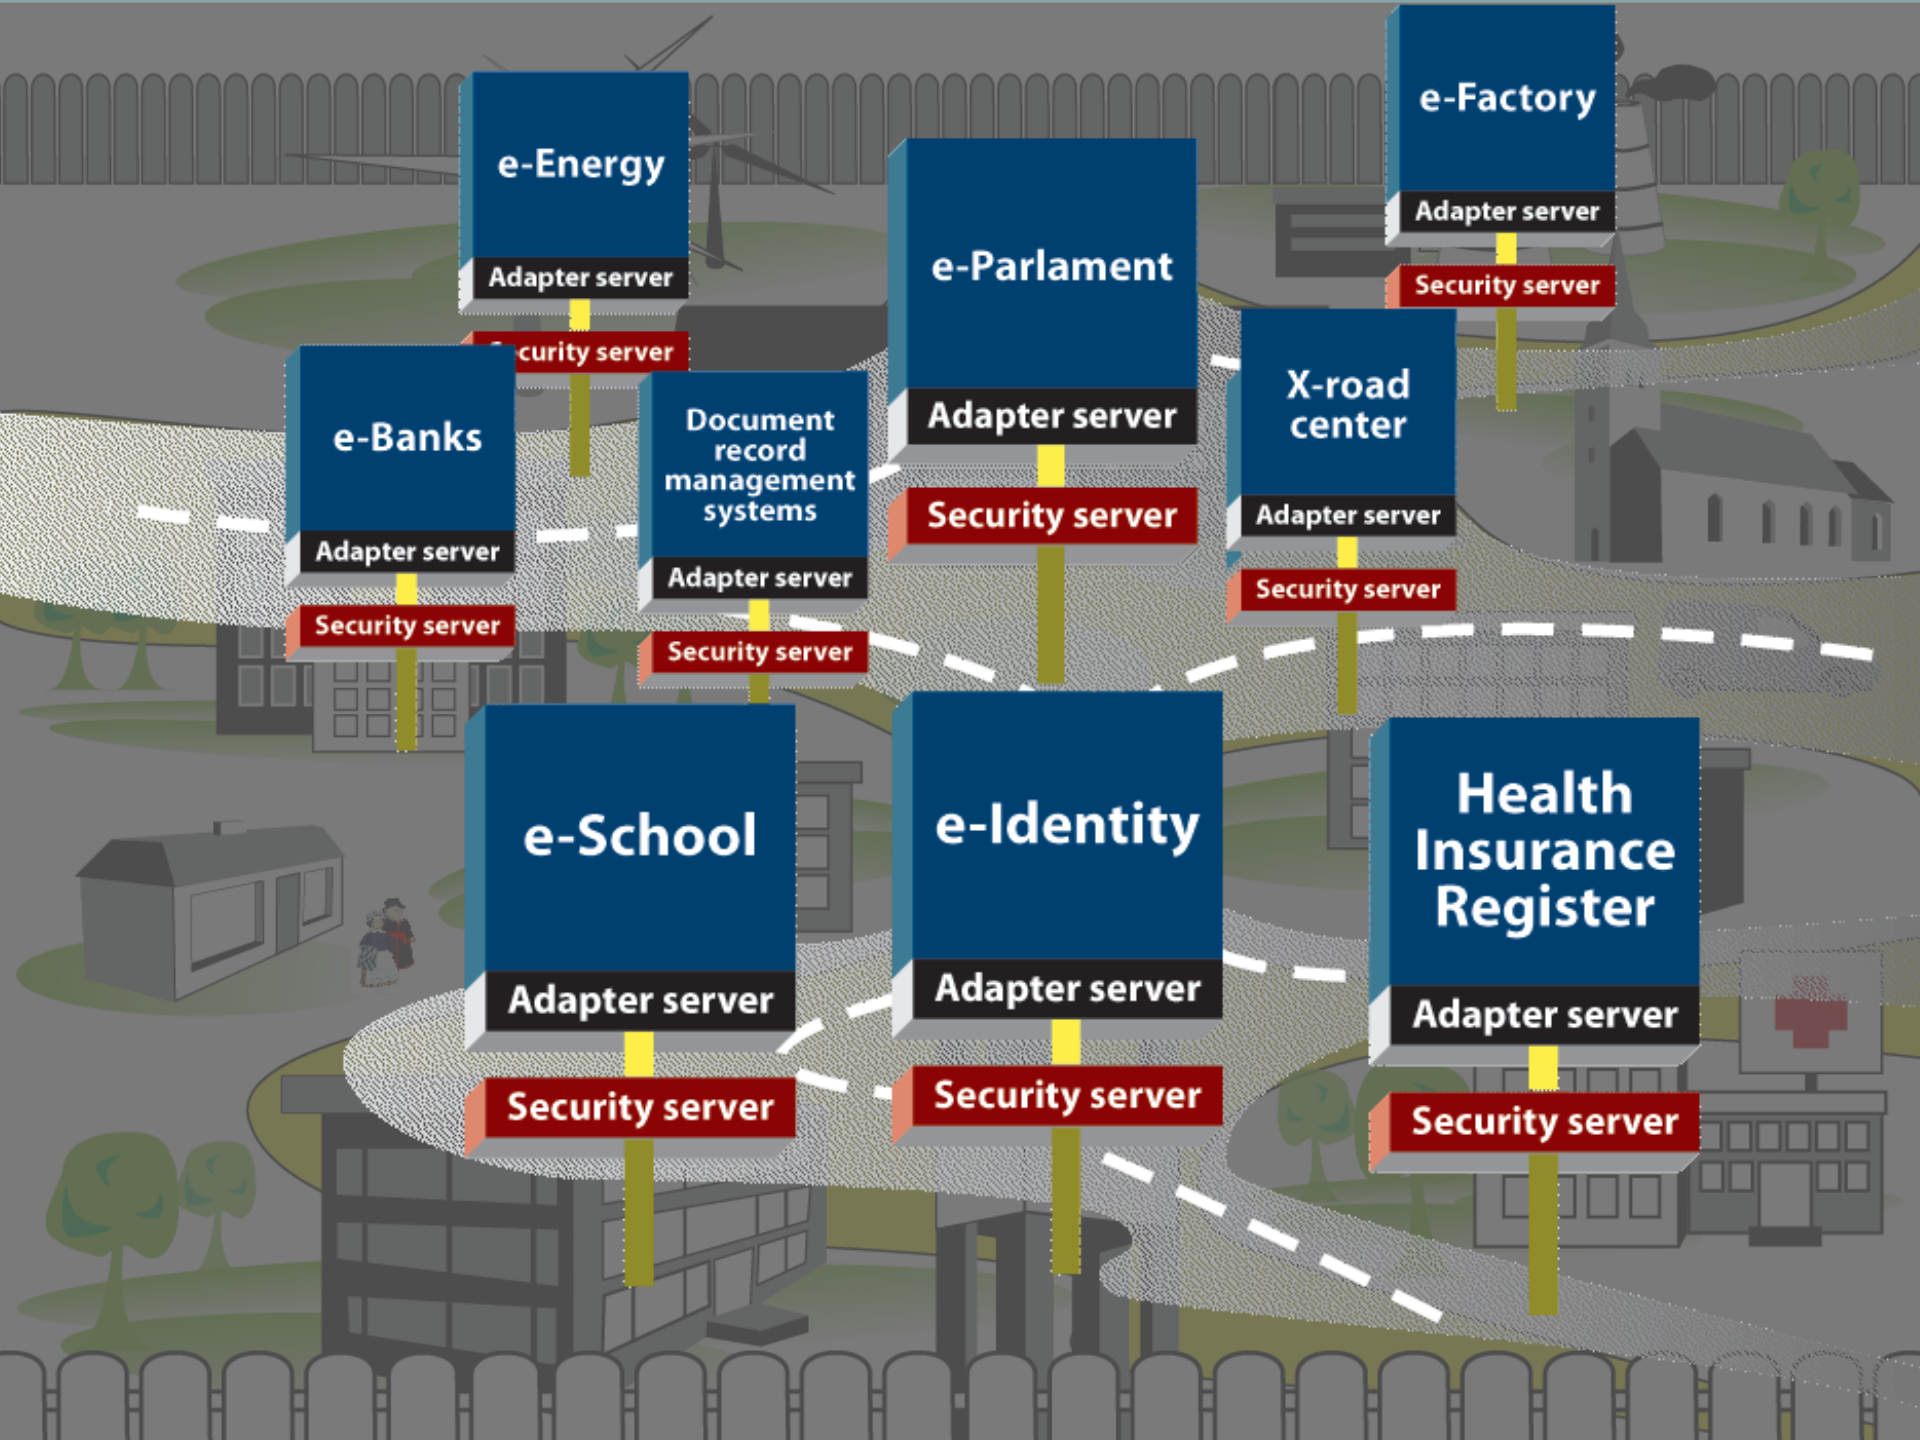 e-Factory
Adapter server
Security server
e-Energy
Adapter server
Security server
e-Parlament
Adapter server
Security server
X-road
center
Adapter server
Security server
e-Banks
Adapter server
Security server
Document
record
management
systems
Adapter server
Security server
e-School
Adapter server
Security server
e-Identity
Adapter server
Security server
Health
Insurance
Register
Adapter server
Security server